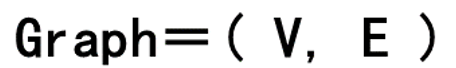 Graph=( V, E )